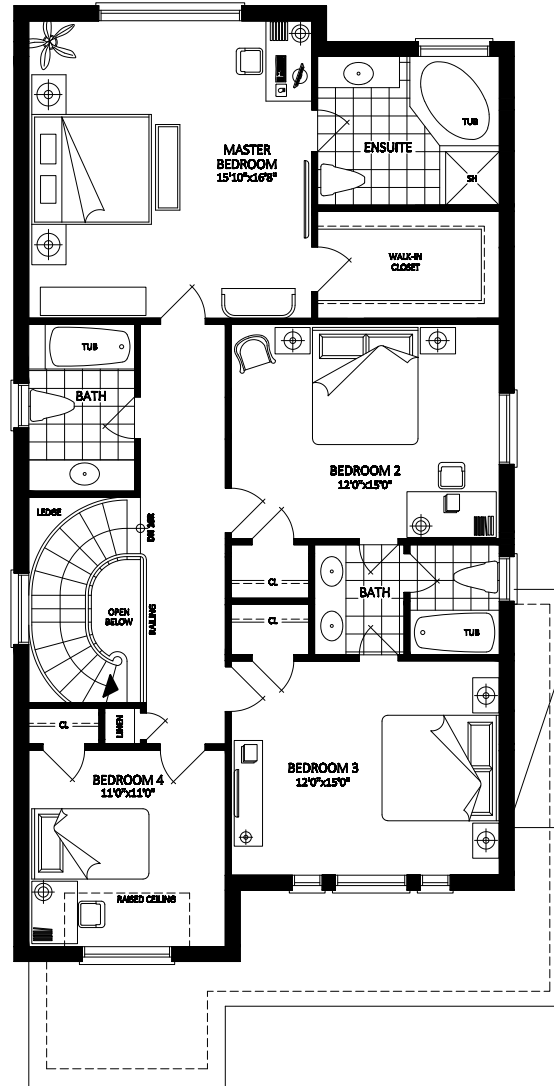 MASTER
BEDROOM
15'10"x16'8"
ENSUITE
TUB
SH
WALK-IN
CLOSET
TUB
BATH
BEDROOM 2
12'0"x15'0"
LEDGE
OPEN
BELOW
RAILING
CL
CL
BATH
TUB
CL
LINEN
BEDROOM 4
11'0"x11'0"
BEDROOM 3
12'0"x15'0"
RAISED CEILING